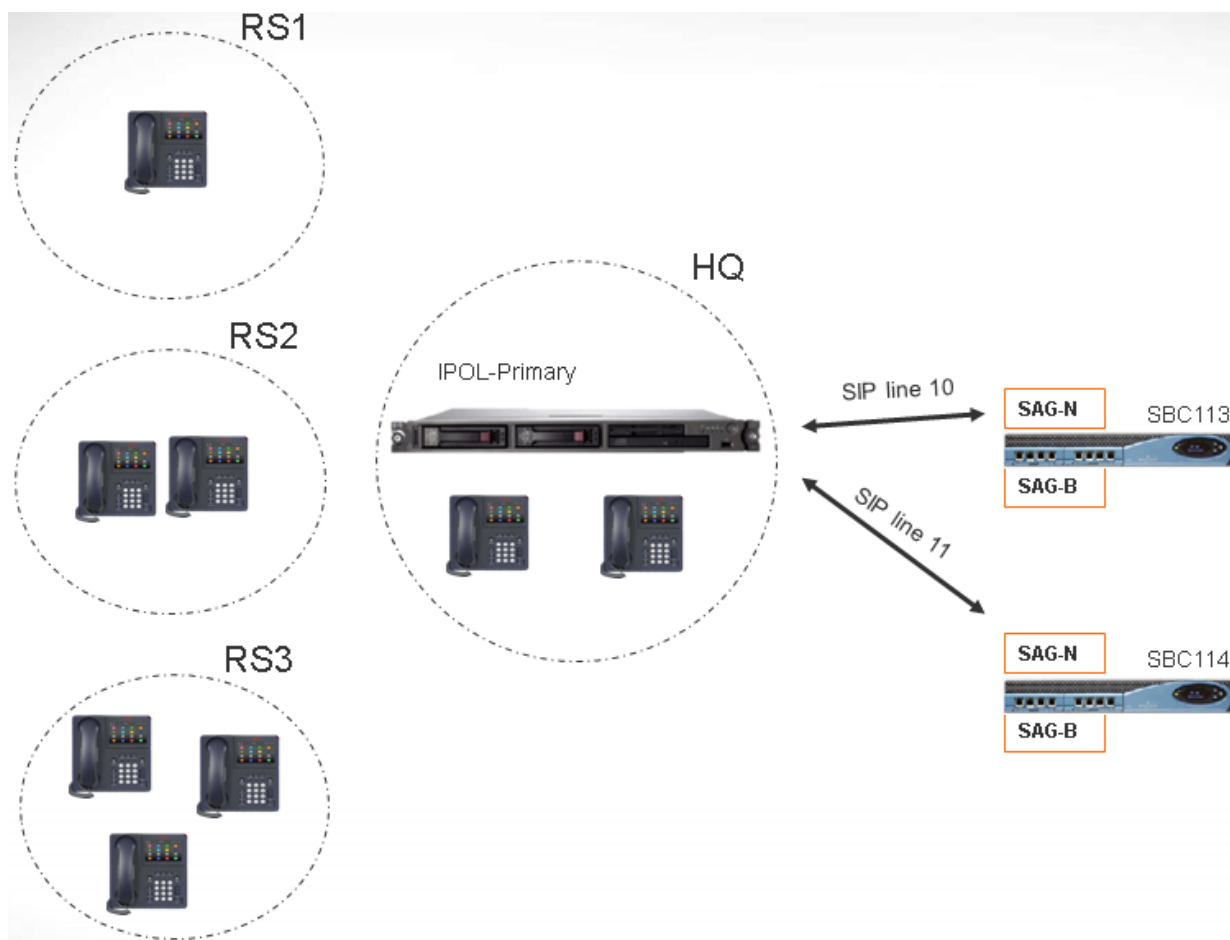 RS1
HQ
RS2
IPOL-Primary
SIP line 10
SAG-N
SBC113
SAG-B
SIP line 11
RS3
SAG-N
SBC114
SAG-B